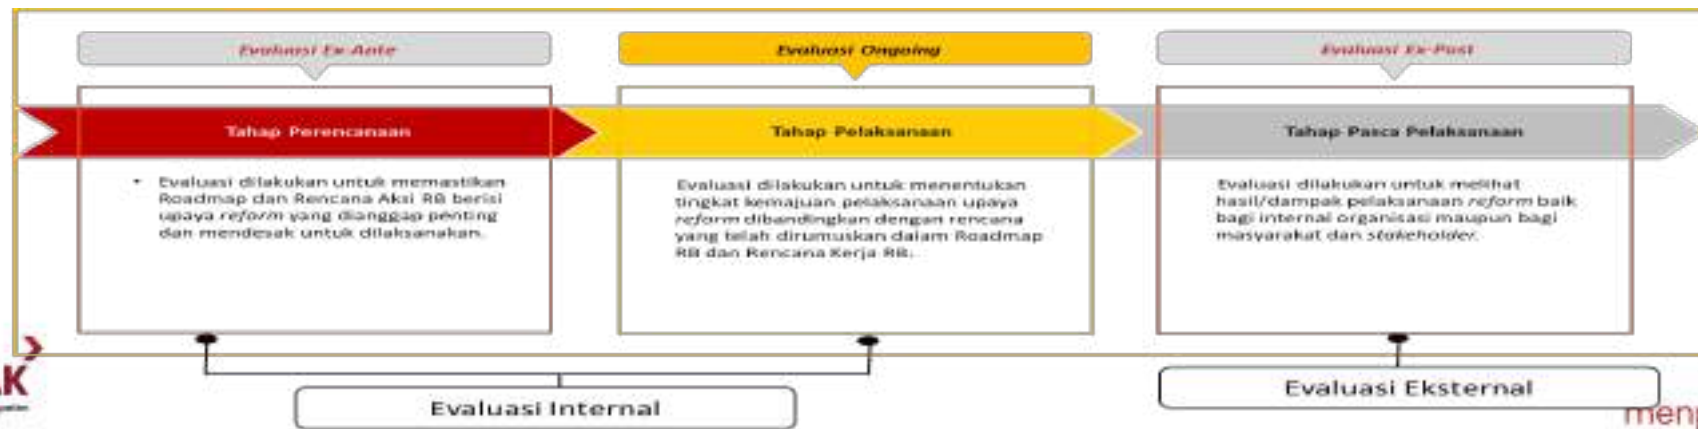 Evaluasi Ex-Ante
Evaluasi Ongoing
Evaluasi Ex-Post
Tahap Perencanaan
Tahap Pelaksanaan
Tahap Pasca Pelaksanaan
• Evaluasi dilakukan untuk memastikan
Roadmap dan Rencana Aksi RB berisi
upaya reform yang dianggap penting
dan mendesak untuk dilaksanakan.
Evaluasi dilakukan untuk menentukan
tingkat kemajuan pelaksanaan upaya
reform dibandingkan dengan rencana
yang telah dirumuskan dalam Roadmap
RB dan Rencana Kerja RB.
Evaluasi dilakukan untuk melihat
hasil/dampak pelaksanaan reform baik
bagi internal organisasi maupun bagi
masyarakat dan stakeholder.
Evaluasi Internal
Evaluasi Eksternal